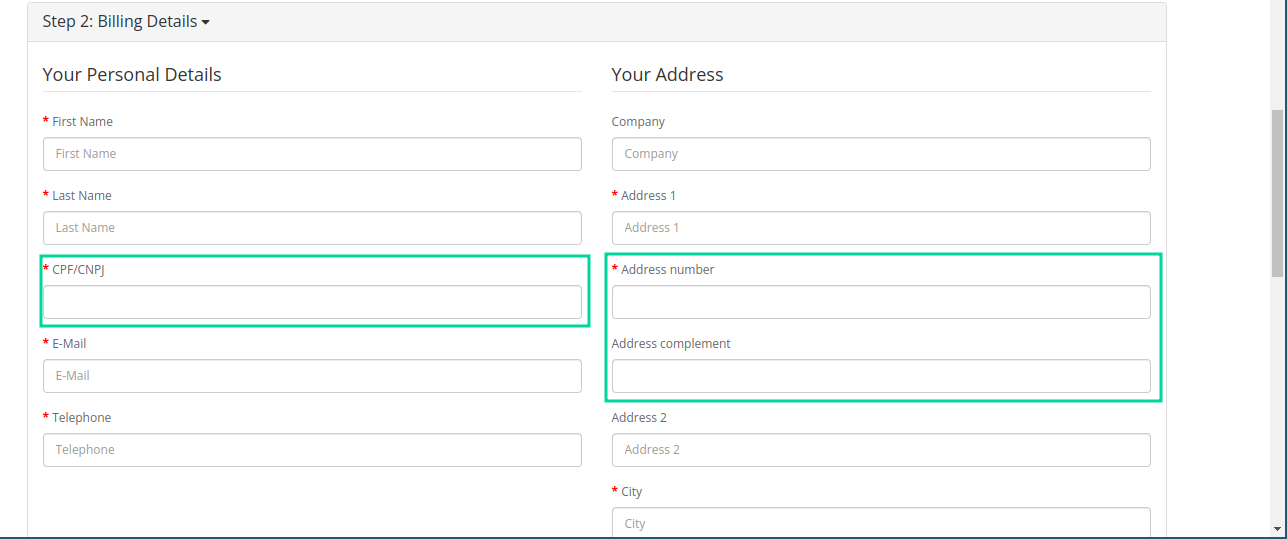 Step 2: Billing Details
Your Personal Details
* First Name
First Name
* Last Name
Last Name
* CPF/CNPJ
* E-Mail
E-Mail
* Telephone
Telephone
Your Address
Company
Company
* Address 1
Address 1
* Address number
Address complement
Address 2
Address 2
* City
City